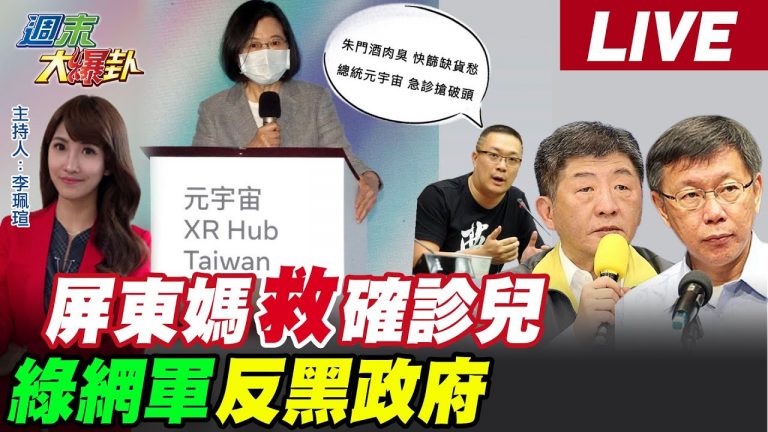 週末
大爆卦
主持人：李珮瑄
朱門酒肉臭 快篩缺貨愁
總統元宇宙 急診搶破頭
LIVE
元宇宙
XR Hub
Taiwan
屏東媽救確診兒
綠網軍反黑政府